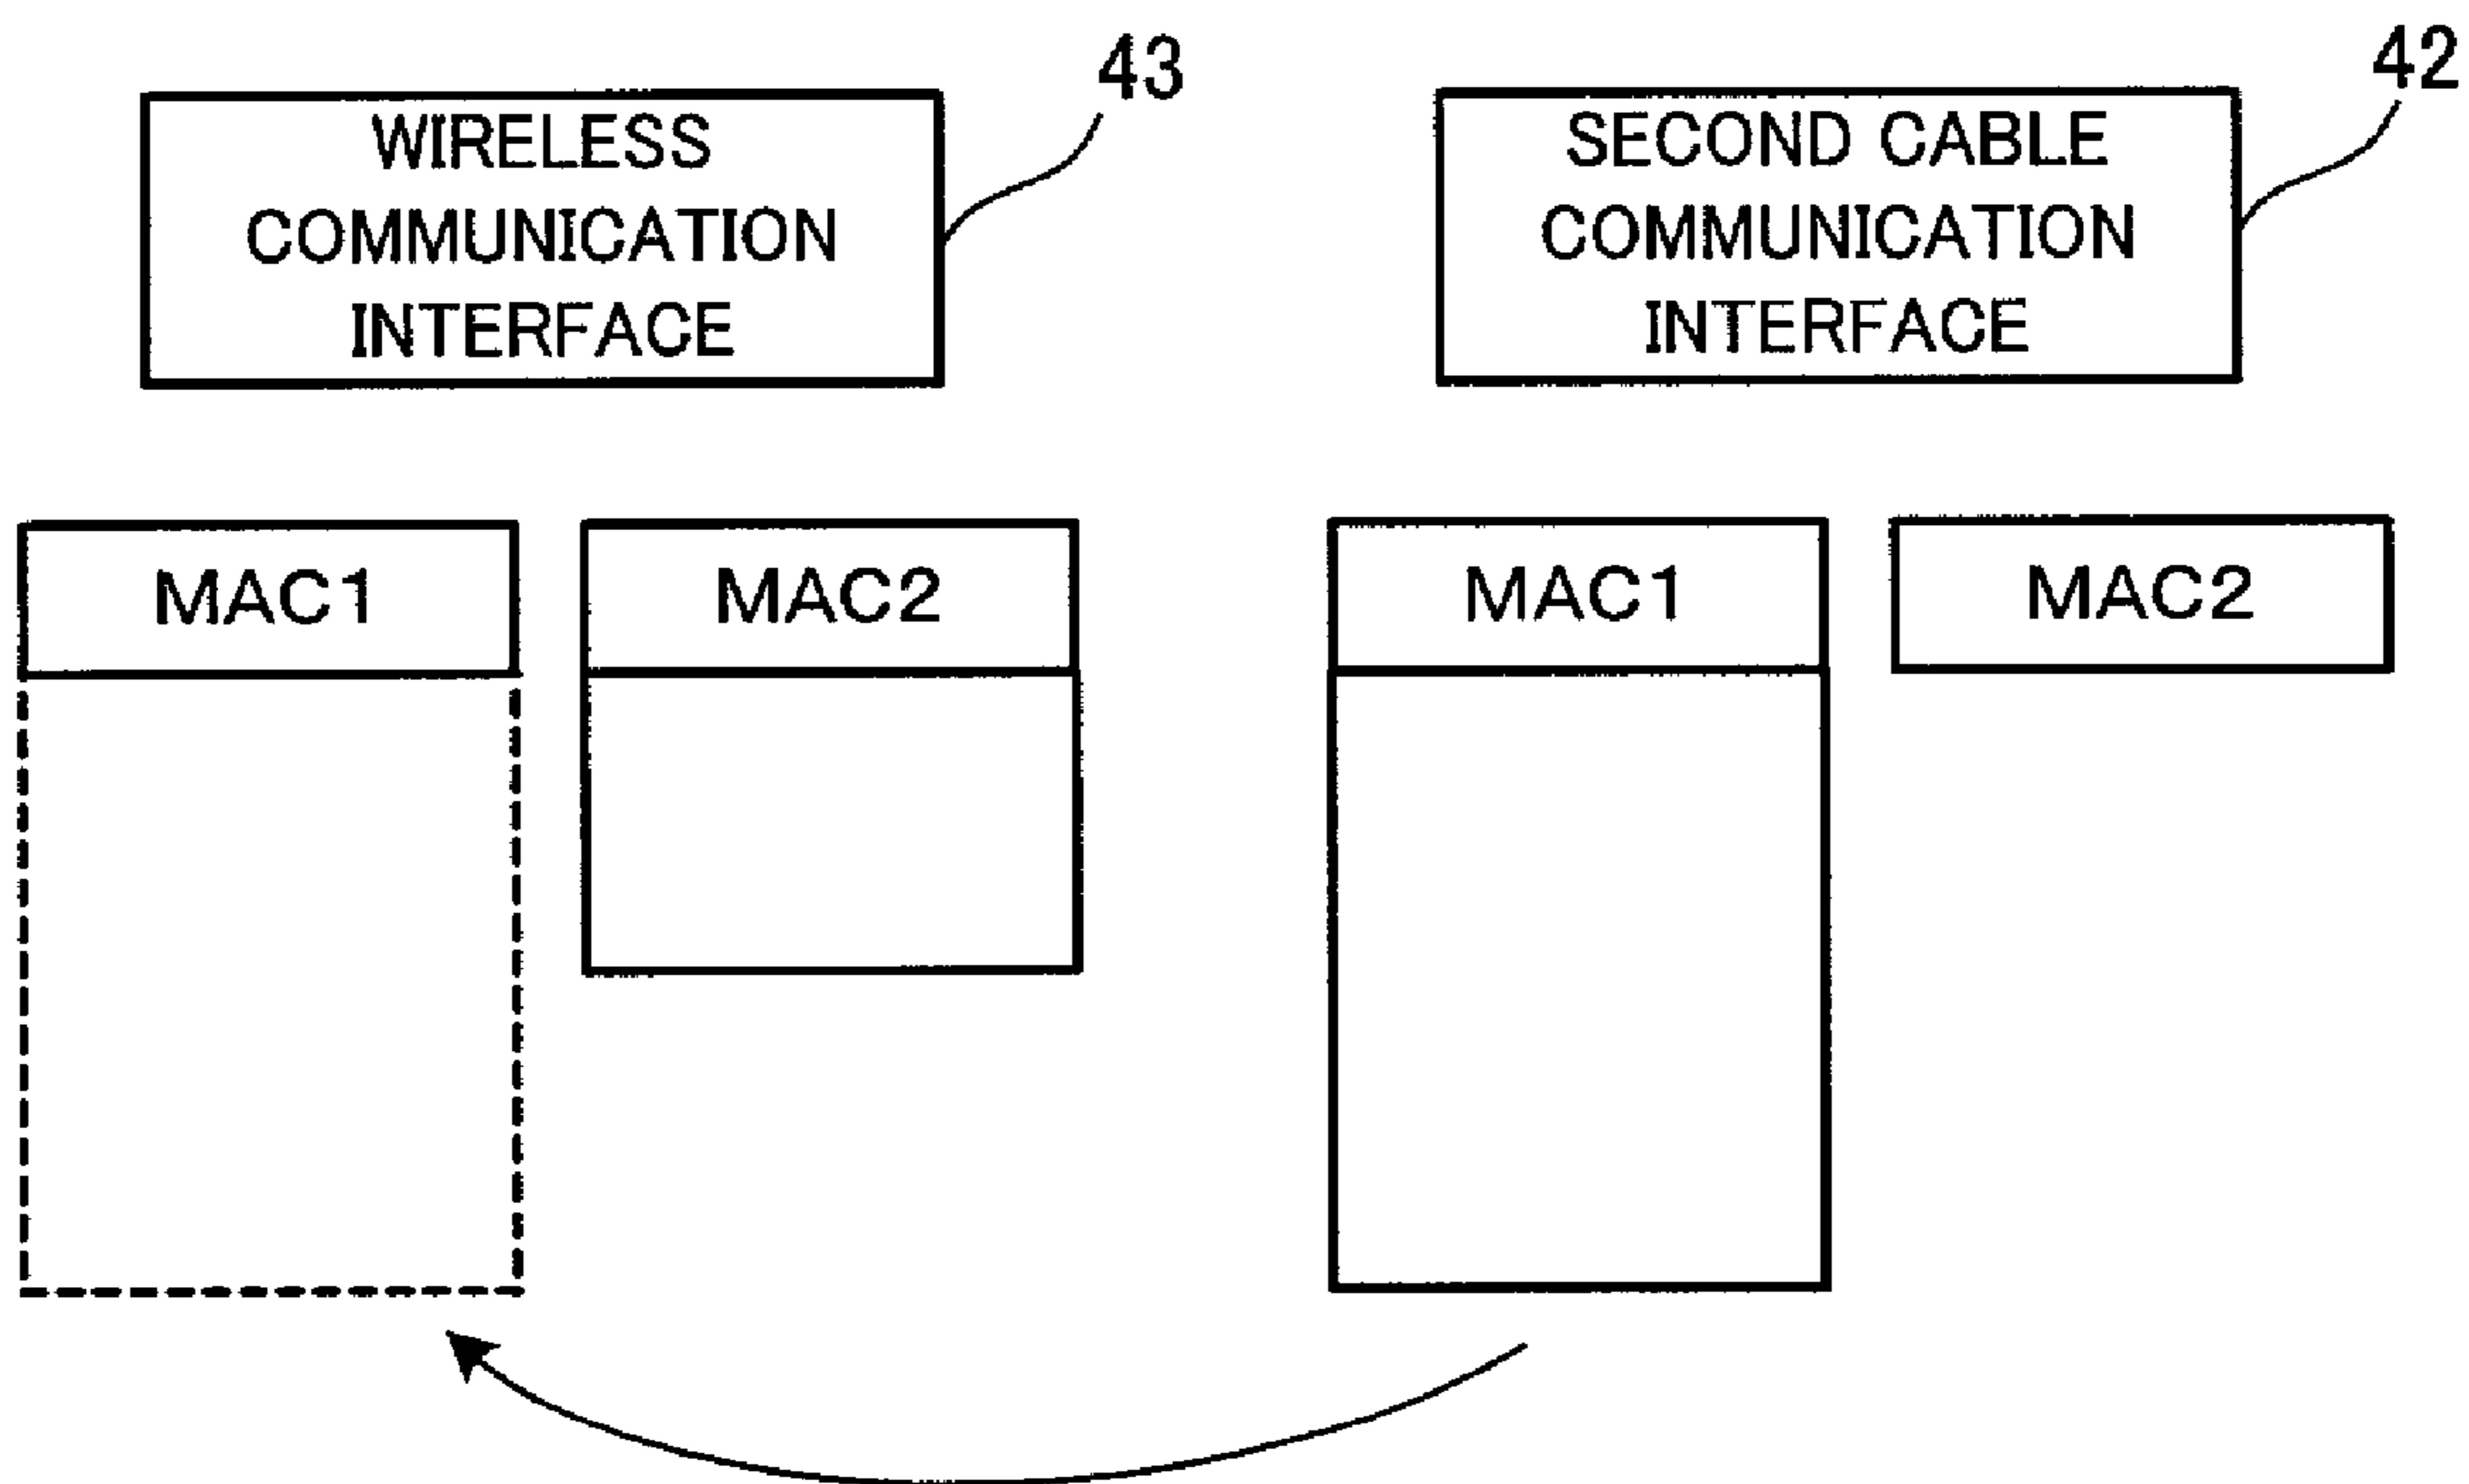 43
42
WIRELESS
COMMUNICATION
INTERFACE
SECOND CABLE
COMMUNICATION
INTERFACE
MAC1
MAC2
MAC1
MAC2